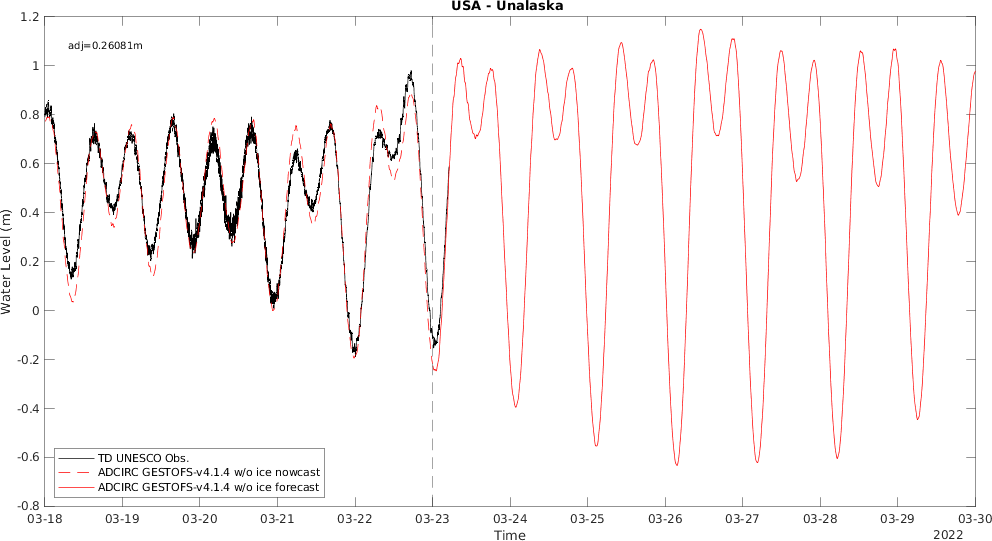 USA - Unalaska
adj=0.26081m
1.2
1
0.8
0.6
0.4
0.2
0
-0.2
-0.4
-0.6
-0.8
Water Level (m)
TD UNESCO Obs.
ADCIRC GESTOFS-v4.1.4 w/o ice nowcast
ADCIRC GESTOFS-v4.1.4 w/o ice forecast
03-18 03-19 03-20 03-21 03-22 03-23 03-24 03-25 03-26 03-27 03-28 03-29 03-30
Time
2022